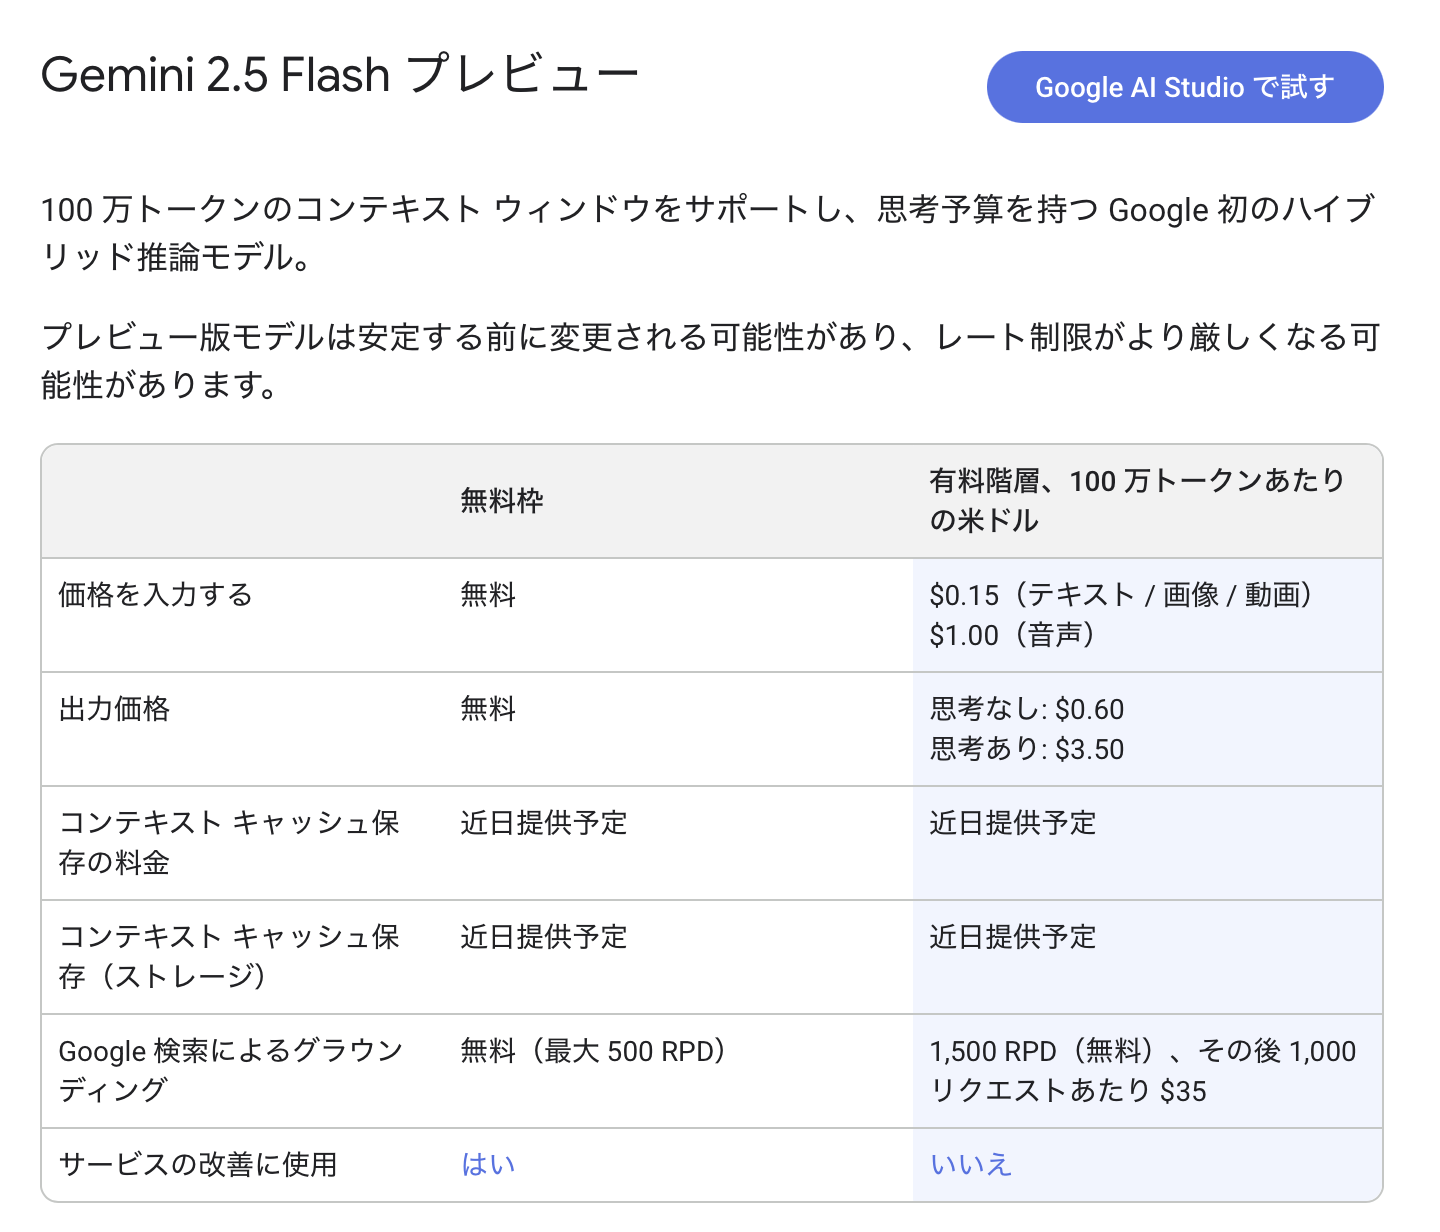 Gemini 2.5 Flash プレビュー
Google AI Studio で試す
100 万トークンのコンテキスト ウィンドウをサポートし、思考予算を持つ Google 初のハイブ
リッド推論モデル。
プレビュー版モデルは安定する前に変更される可能性があり、レート制限がより厳しくなる可
能性があります。
無料枠
有料階層、100 万トークンあたり
の米ドル
価格を入力する
無料
$0.15（テキスト / 画像 / 動画）
$1.00（音声）
出力価格
無料
思考なし: $0.60
思考あり: $3.50
コンテキスト キャッシュ保
存の料金
近日提供予定
近日提供予定
コンテキスト キャッシュ保
存（ストレージ）
近日提供予定
近日提供予定
Google 検索によるグラウン
ディング
無料（最大 500 RPD）
1,500 RPD（無料）、その後 1,000
リクエストあたり $35
サービスの改善に使用
はい
いいえ